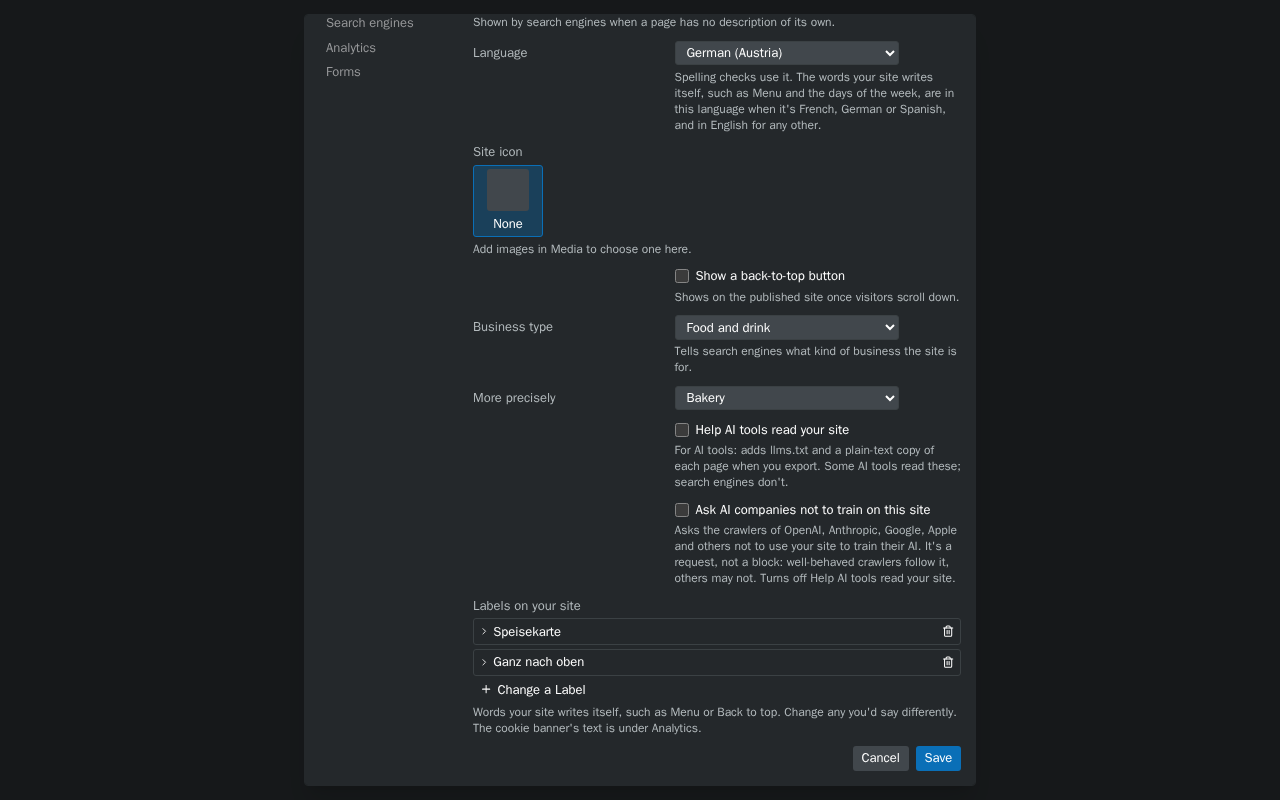 Search engines
Analytics
Forms
Shown by search engines when a page has no description of its own.
Language
German (Austria)
Spelling checks use it. The words your site writes
itself, such as Menu and the days of the week, are in
this language when it's French, German or Spanish,
and in English for any other.
Site icon
None
Add images in Media to choose one here.
Show a back-to-top button
Shows on the published site once visitors scroll down.
Business type
Food and drink
Tells search engines what kind of business the site is
for.
More precisely
Bakery
Help AI tools read your site
For AI tools: adds llms.txt and a plain-text copy of
each page when you export. Some AI tools read these;
search engines don't.
Ask AI companies not to train on this site
Asks the crawlers of OpenAI, Anthropic, Google, Apple
and others not to use your site to train their AI. It's a
request, not a block: well-behaved crawlers follow it,
others may not. Turns off Help AI tools read your site.
Labels on your site
Speisekarte
Ganz nach oben
Change a Label
Words your site writes itself, such as Menu or Back to top. Change any you'd say differently.
The cookie banner's text is under Analytics.
Cancel
Save